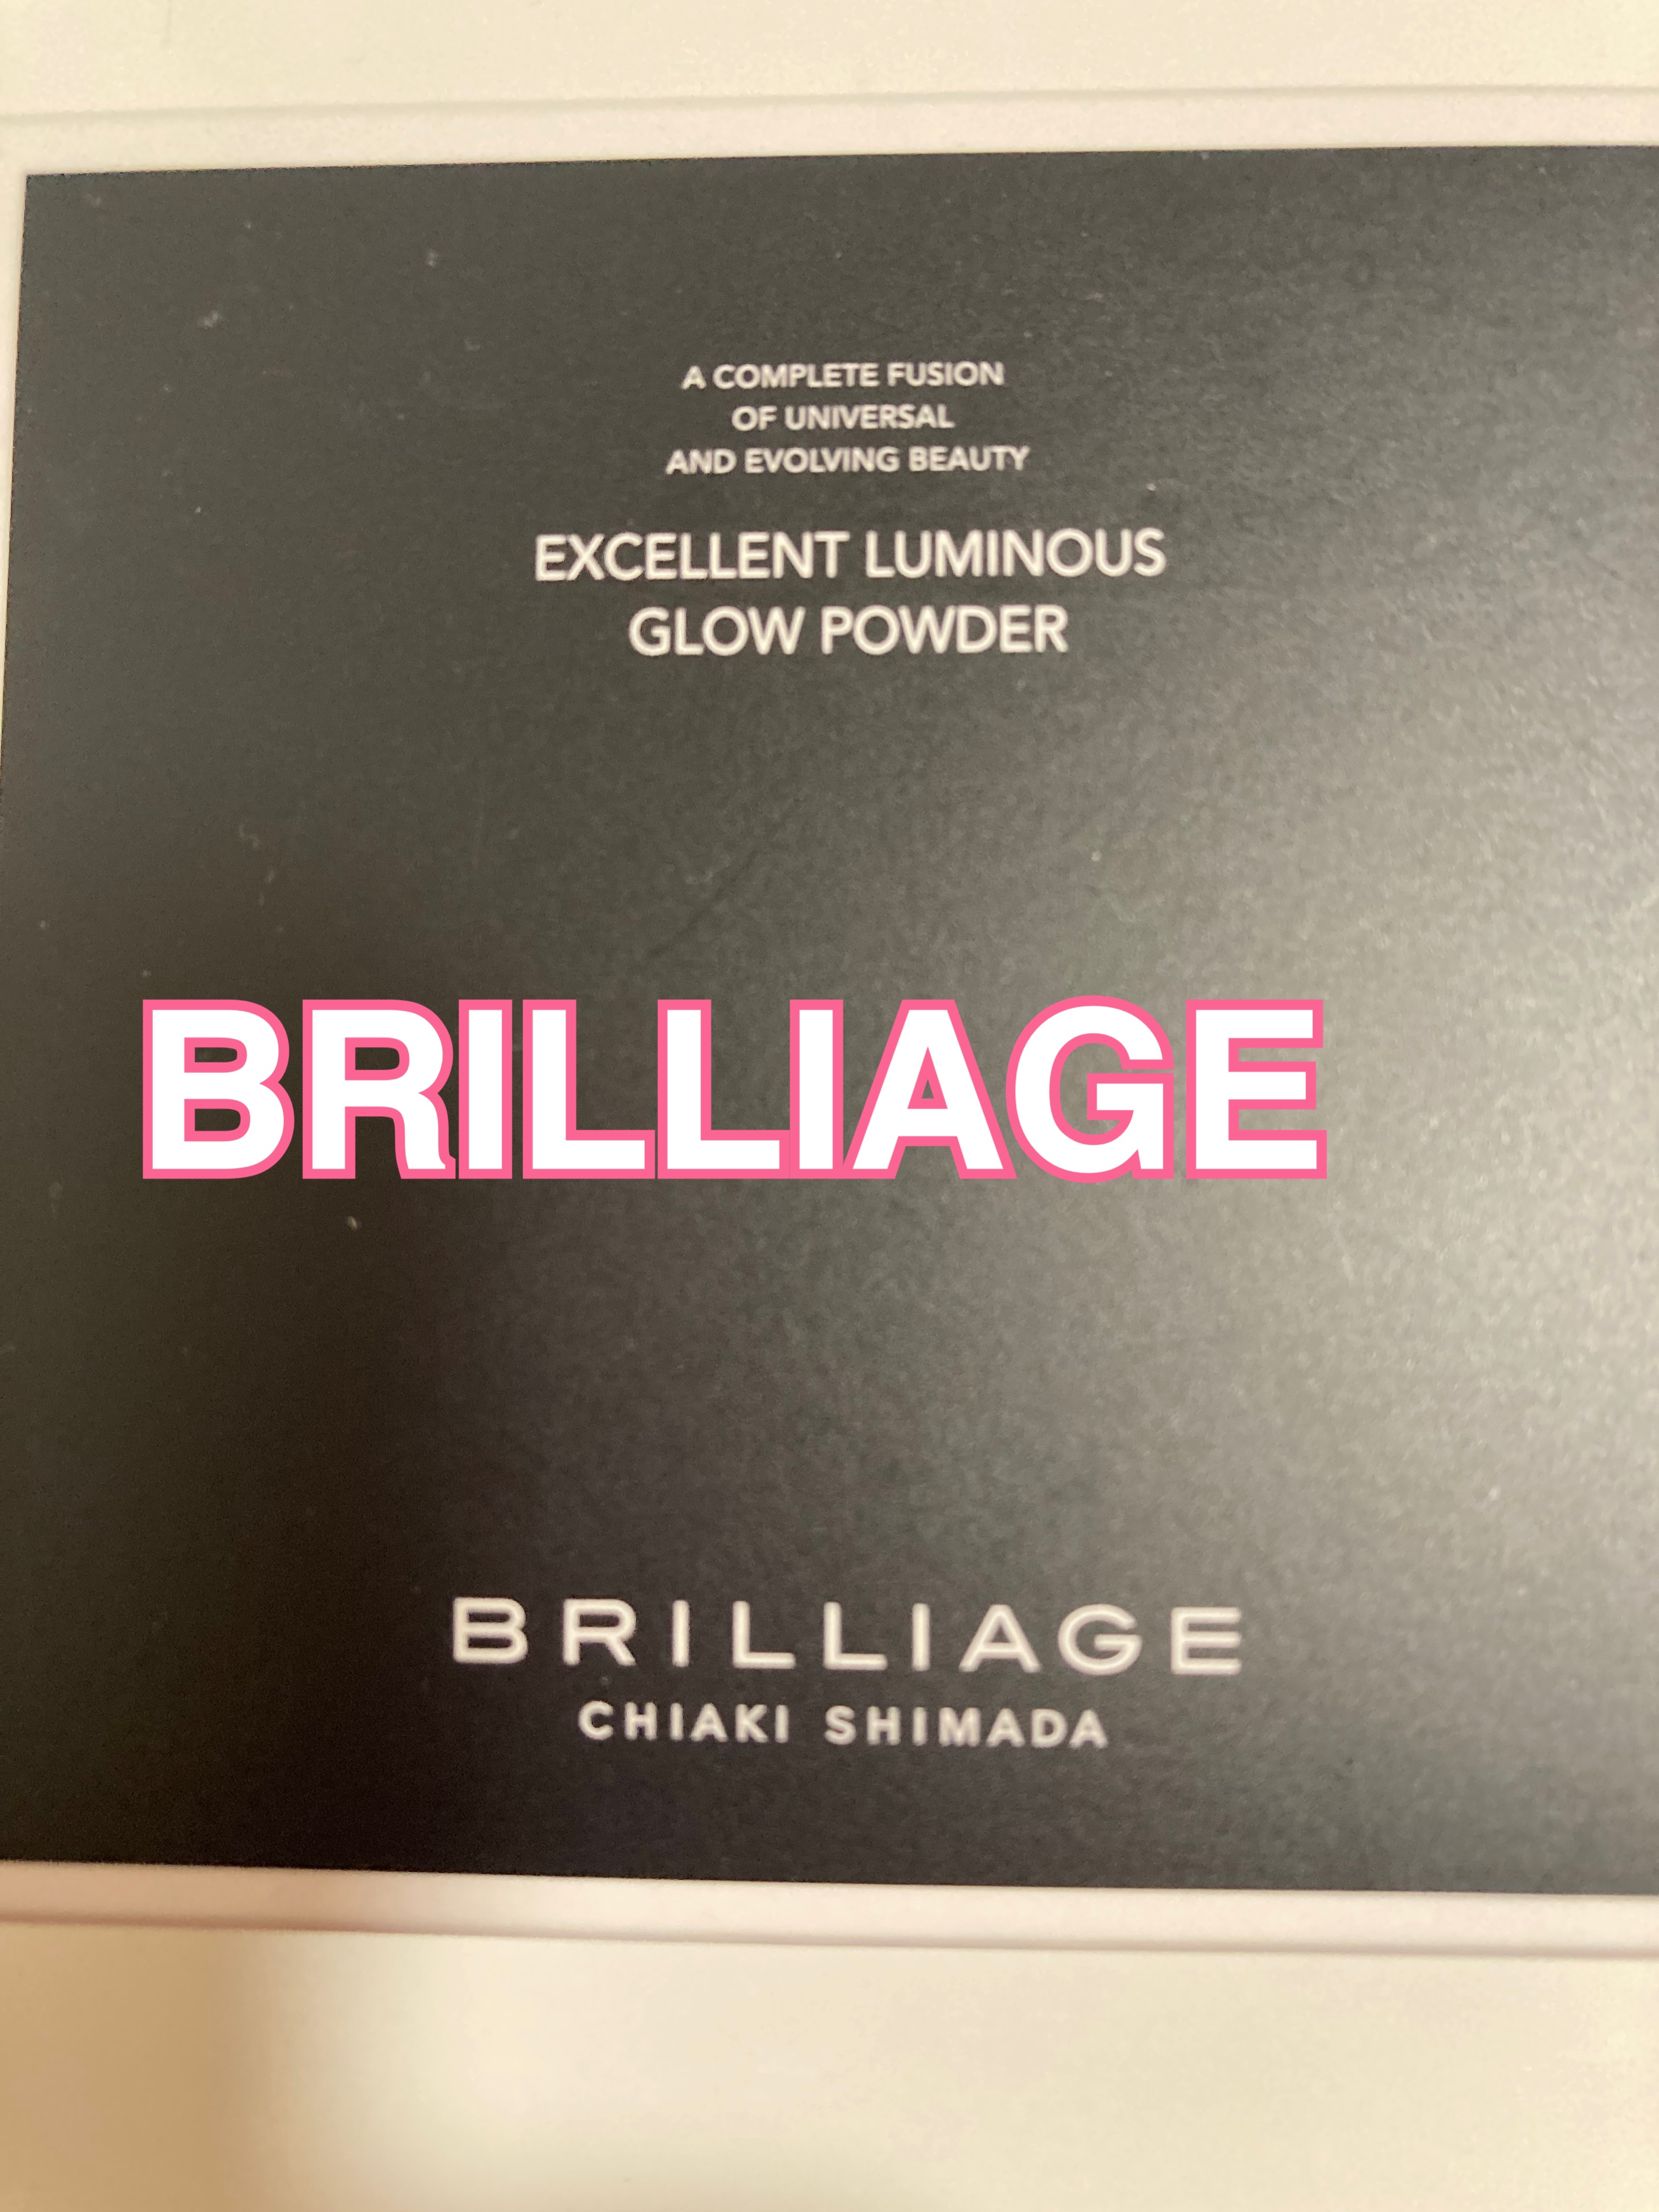 A COMPLETE FUSION
OF UNIVERSAL
AND EVOLVING BEAUTY
EXCELLENT LUMINOUS
GLOW POWDER
BRILLIAGE
BRILLIAGE
CHIAKI SHIMADA